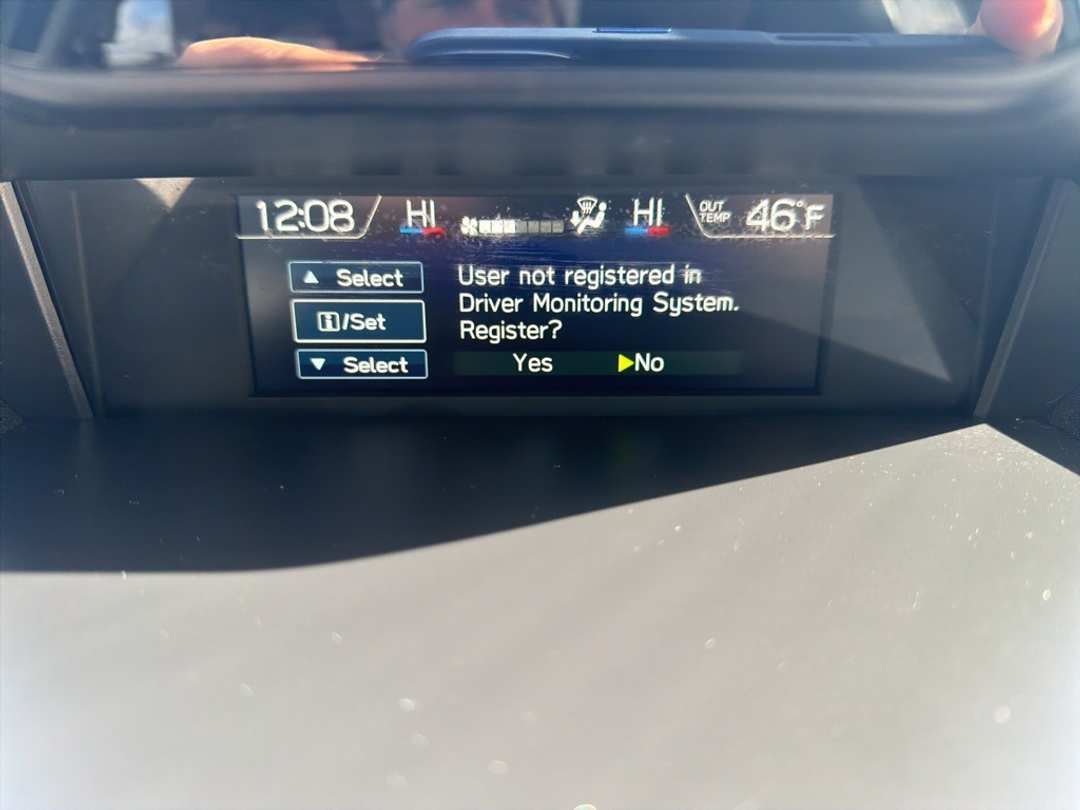 12:08 HI HI OUT TEMP 46°F
▲ Select
i/Set
▼ Select
User not registered in
Driver Monitoring System.
Register?
Yes ▶No